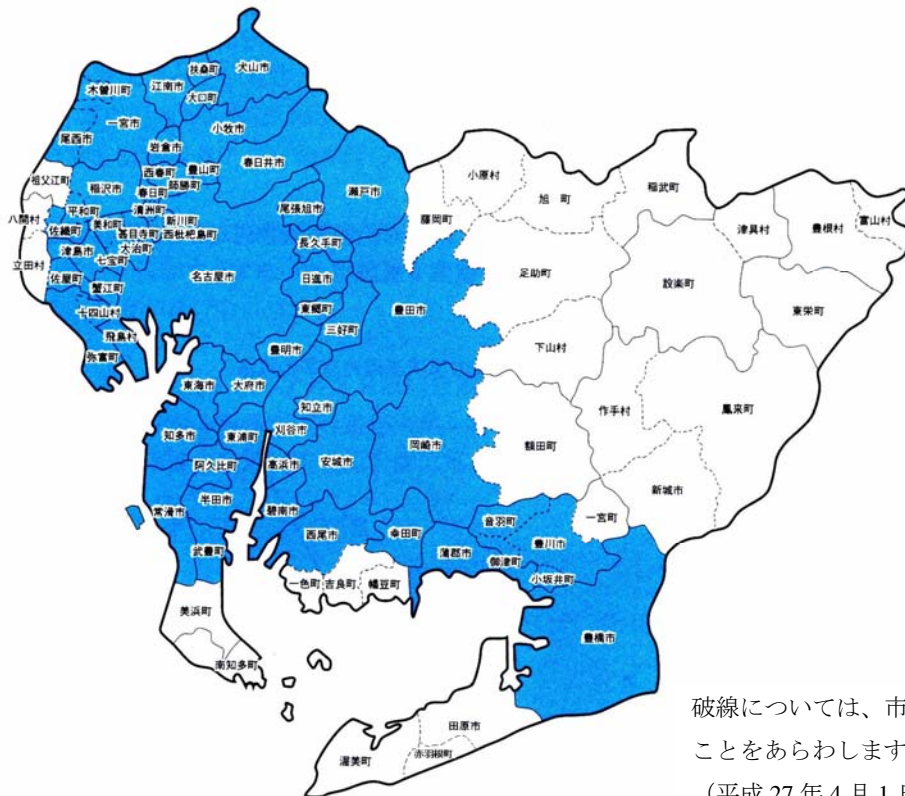 扶桑町
犬山市
木曽川町
江南市
大口町
一宮市
小牧市
尾西市
岩倉市
春日井市
西春町
豊山町
師勝町
瀬戸市
祖父江町
稲沢市
春日町
小原村
旭 町
稲武町
平和町
清洲町
新川町
尾張旭市
藤岡町
津具村
豊根村
富山村
八開村
佐織町
美和町
甚目寺町
西枇杷島町
長久手町
津島市
大治町
七宝町
足助町
立田村
佐屋町
蟹江町
名古屋市
日進市
設楽町
十四山村
東郷町
豊田市
東栄町
飛島村
三好町
弥富町
豊明市
下山村
東海市
大府市
知立市
作手村
鳳来町
知多市
東浦町
刈谷市
岡崎市
額田町
阿久比町
高浜市
安城市
半田市
新城市
常滑市
碧南市
音羽町
一宮町
西尾市
幸田町
豊川市
武豊町
蒲郡市
御津町
小坂井町
一色町
吉良町
幡豆町
美浜町
豊橋市
南知多町
田原市
赤羽根町
渥美町
破線については、市
ことをあらわします
（平成 27 年 4 月 1 日